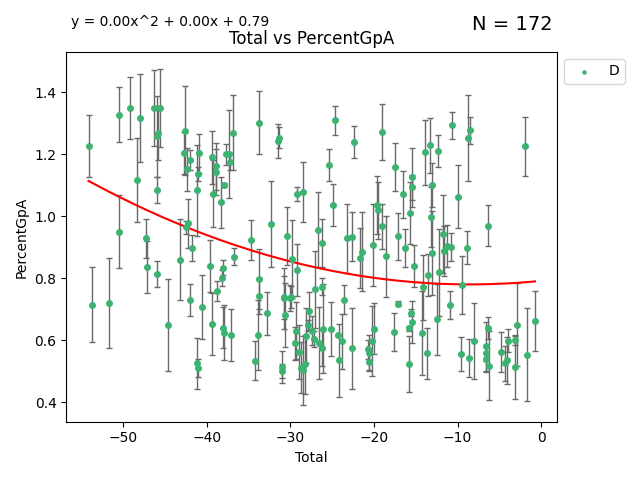 y = 0.00x^2 + 0.00x + 0.79
N = 172
Total vs PercentGpA
D
PercentGpA
1.4
1.2
1.0
0.8
0.6
0.4
−50
−40
−30
−20
−10
0
Total